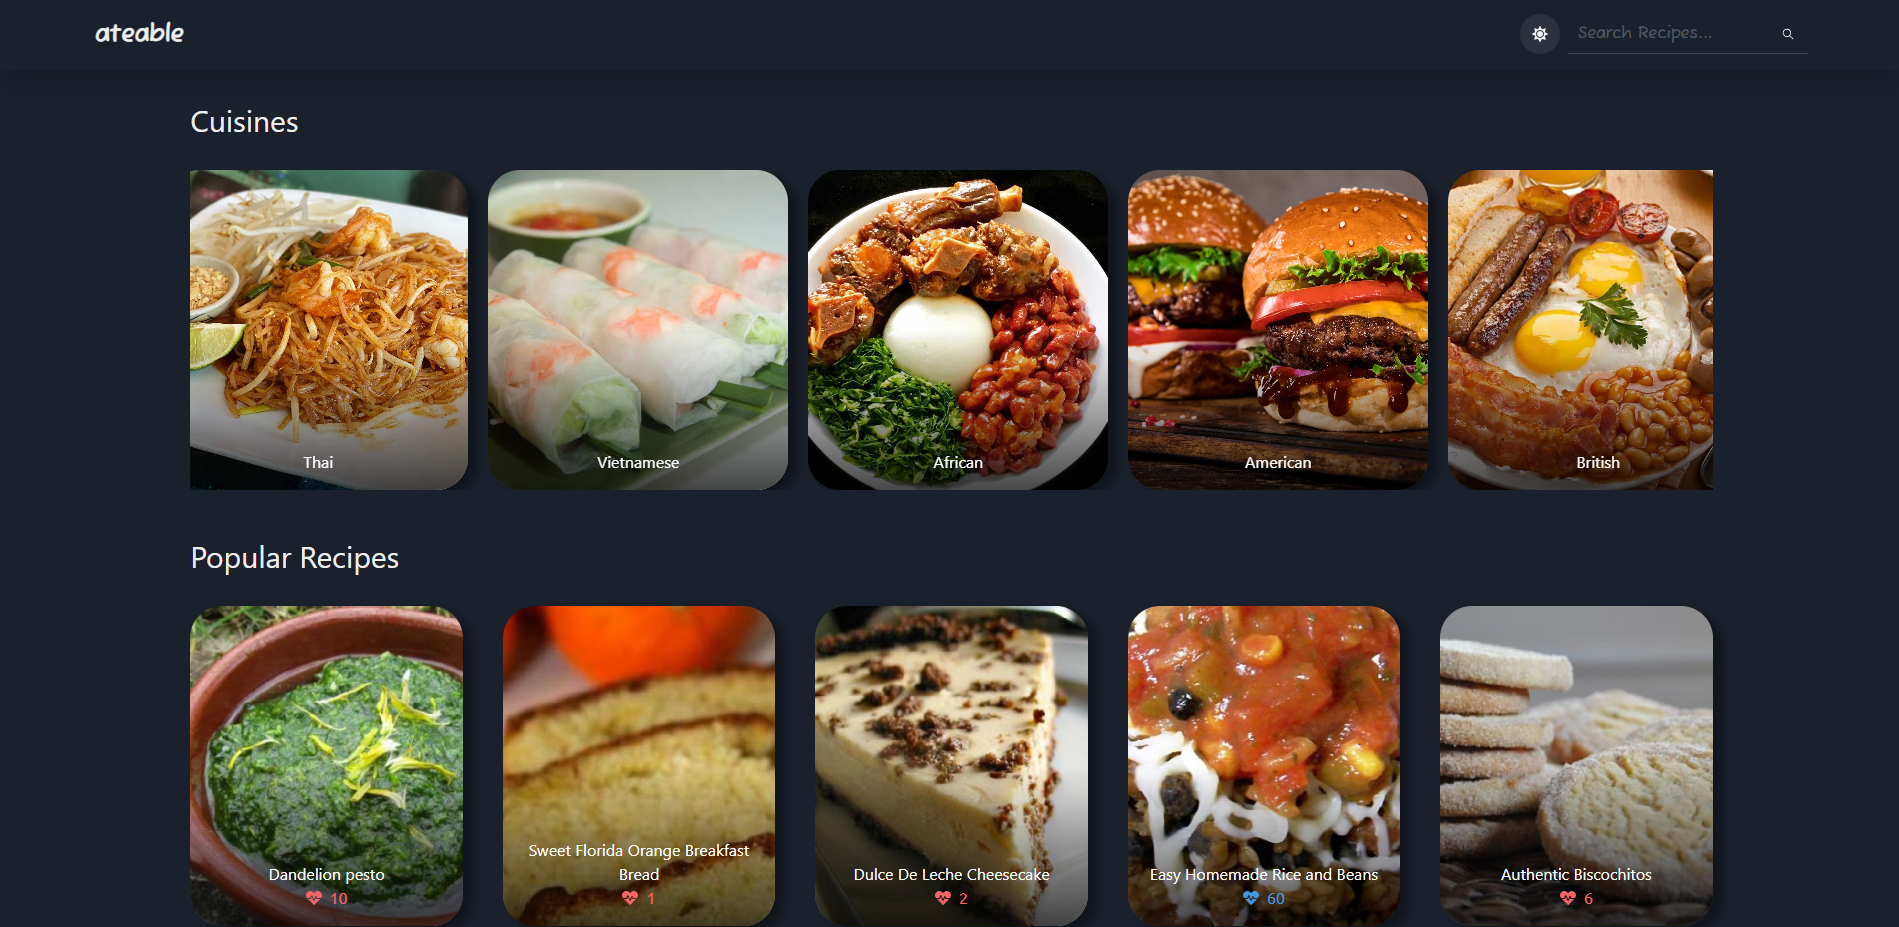 ateable
Search Recipes...
Cuisines
Thai
Vietnamese
African
American
British
Popular Recipes
Dandelion pesto
10
Sweet Florida Orange Breakfast
Bread
1
Dulce De Leche Cheesecake
2
Easy Homemade Rice and Beans
60
Authentic Biscochitos
6